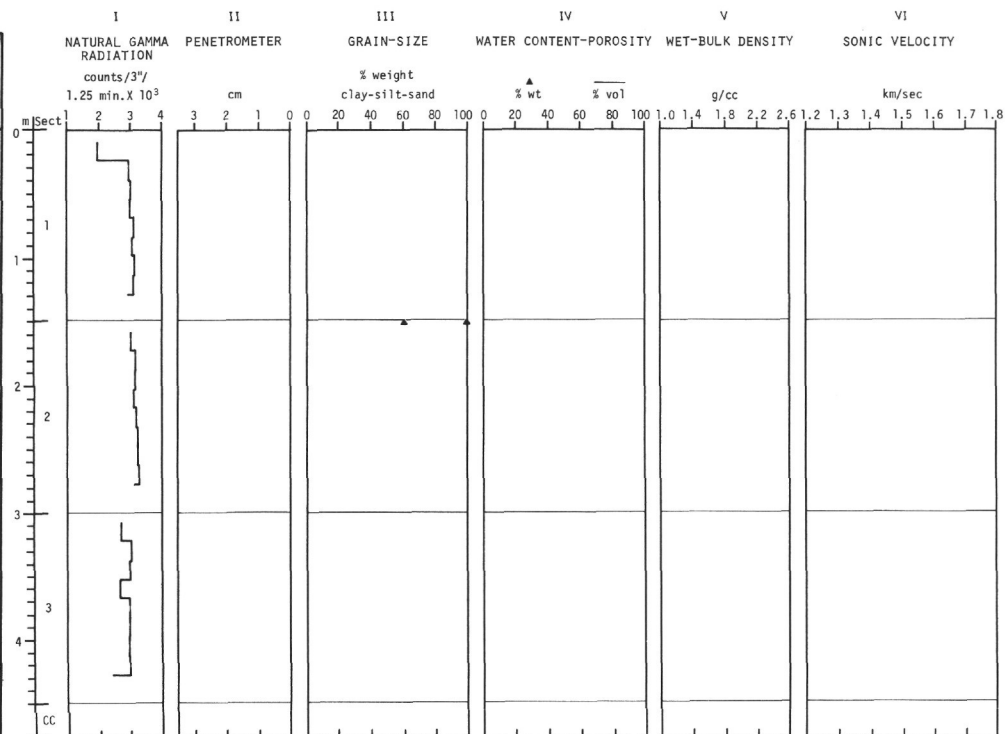 I II III IV V VI
NATURAL GAMMA PENETROMETER GRAIN-SIZE WATER CONTENT-POROSITY WET-BULK DENSITY SONIC VELOCITY
RADIATION
counts/3"/ % weight
1.25 min.X 10³ cm clay-silt-sand % wt % vol g/cc km/sec
m Sect 1 2 3 4 3 2 1 0 0 20 40 60 80 100 0 20 40 60 80 100 1.0 1.4 1.8 2.2 2.6 1.2 1.3 1.4 1.5 1.6 1.7 1.8
0
1
1
2
2
3
3
4
CC